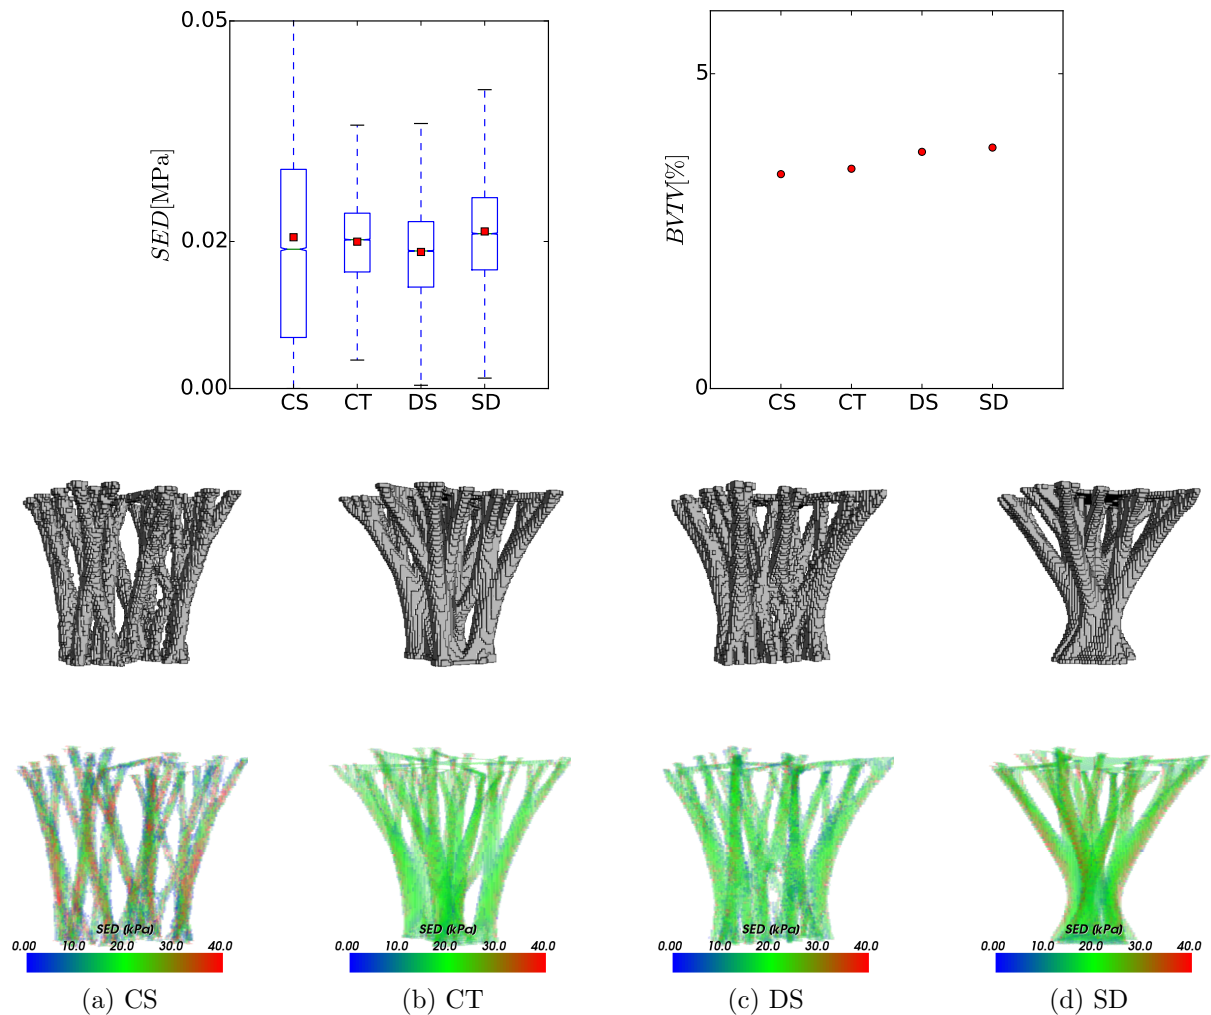 0.05
0.02
0.00
SED[MPa]
CS CT DS SD
5
0
BVTV[%]
CS CT DS SD
SED (kPa)
0.00 10.0 20.0 30.0 40.0
SED (kPa)
0.00 10.0 20.0 30.0 40.0
SED (kPa)
0.00 10.0 20.0 30.0 40.0
SED (kPa)
0.00 10.0 20.0 30.0 40.0
(a) CS
(b) CT
(c) DS
(d) SD